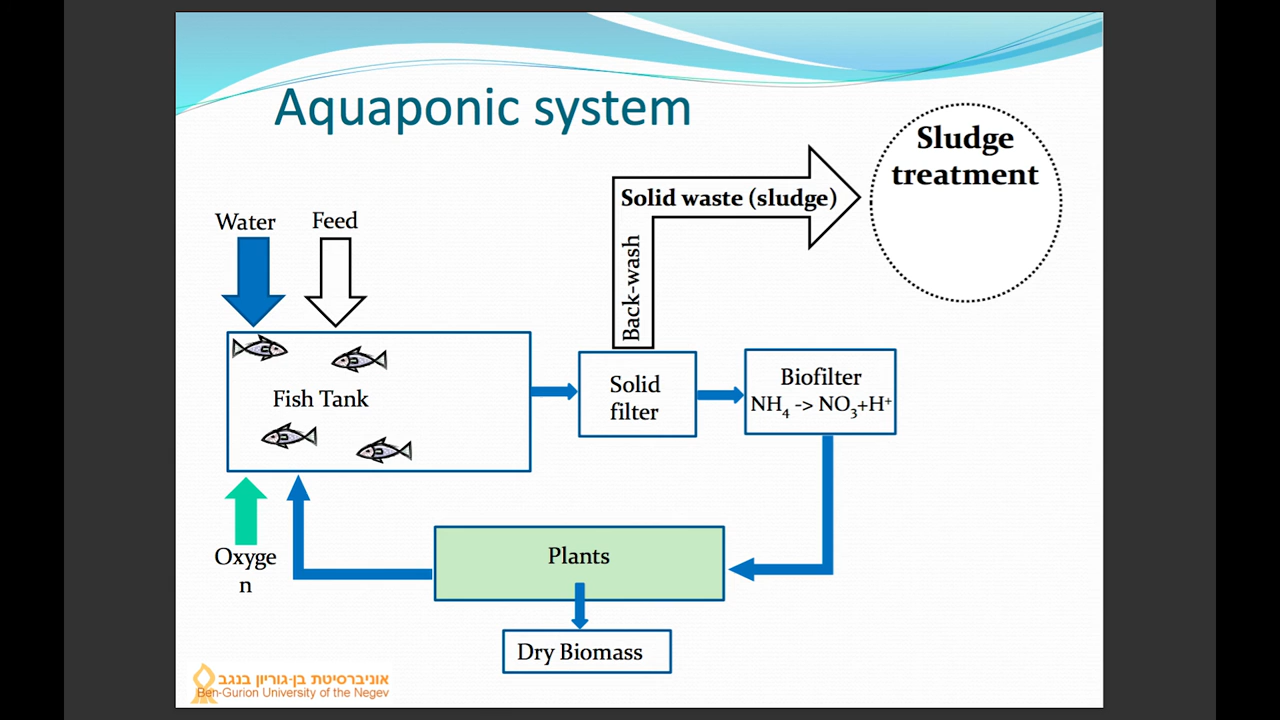 Aquaponic system
Sludge
treatment
Solid waste (sludge)
Back-wash
Water
Feed
Fish Tank
Solid
filter
Biofilter
NH₄ -> NO₃+H⁺
Oxyge
n
Plants
Dry Biomass
אוניברסיטת בן-גוריון בנגב
Ben-Gurion University of the Negev